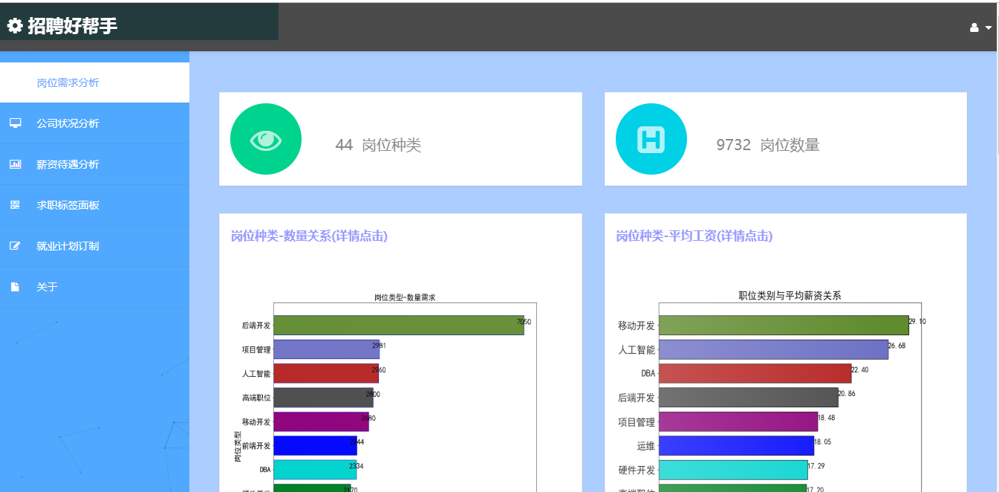 招聘好帮手
岗位需求分析
公司状况分析
薪资待遇分析
求职标签面板
就业计划订制
关于
44 岗位种类
9732 岗位数量
岗位种类-数量关系(详情点击)
岗位类型-数量需求
岗位类型
后端开发 7050
项目管理 2981
人工智能 2960
高端职位 2800
移动开发 2680
前端开发 2344
DBA 2334
硬件开发 2170
岗位种类-平均工资(详情点击)
职位类别与平均薪资关系
移动开发 29.10
人工智能 26.68
DBA 22.40
后端开发 20.86
项目管理 18.48
运维 18.05
硬件开发 17.29
高端职位 17.20